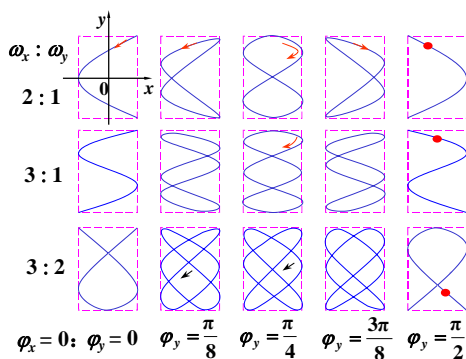 y
ωx : ωy
0
x
2 : 1
3 : 1
3 : 2
φx = 0: φy = 0 φy = π/8 φy = π/4 φy = 3π/8 φy = π/2